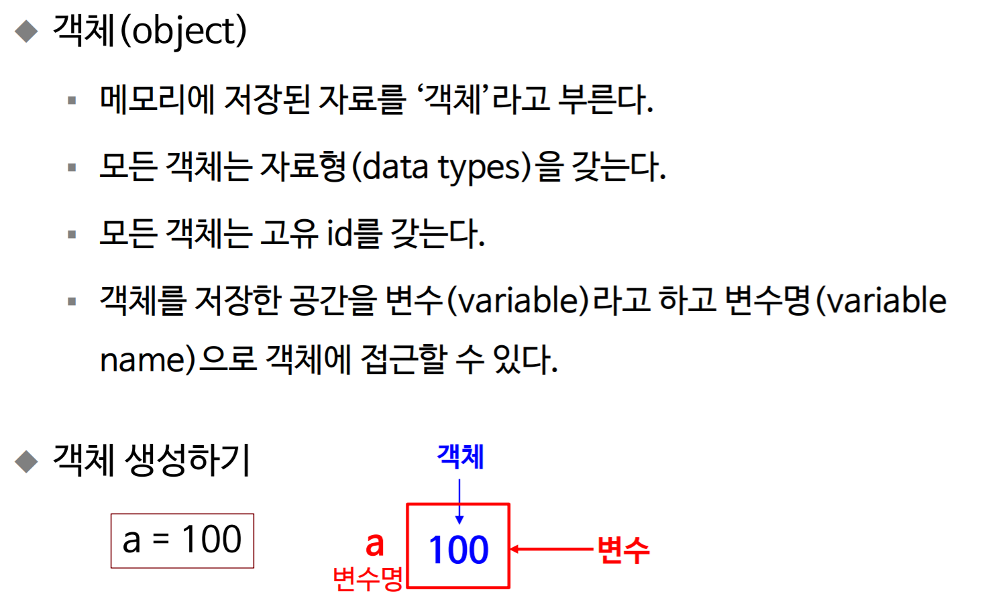 ◆ 객체(object)
▪ 메모리에 저장된 자료를 ‘객체’라고 부른다.
▪ 모든 객체는 자료형(data types)을 갖는다.
▪ 모든 객체는 고유 id를 갖는다.
▪ 객체를 저장한 공간을 변수(variable)라고 하고 변수명(variable
name)으로 객체에 접근할 수 있다.
◆ 객체 생성하기
객체
a = 100
a
100
변수
변수명